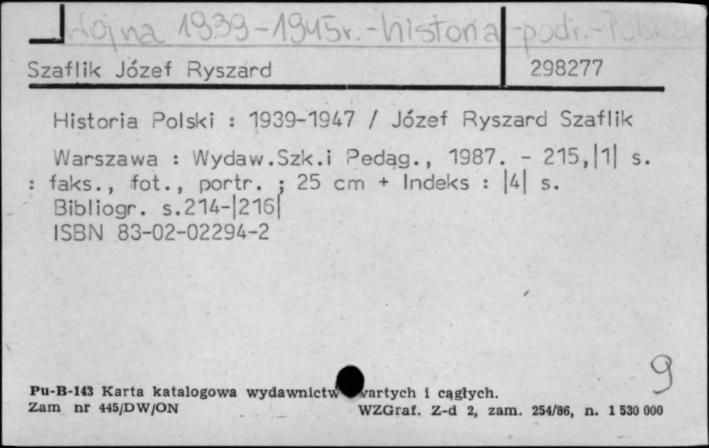 Wojna 1939-1945r.-historia-podr.-Polska
Szaflik Józef Ryszard 298277
Historia Polski : 1939-1947 / Józef Ryszard Szaflik
Warszawa : Wydaw.Szk.i Pedag., 1987. - 215,|1| s.
: faks., fot., portr. ; 25 cm + Indeks : |4| s.
Bibliogr. s.214-|216|
ISBN 83-02-02294-2
9
Pu-B-143 Karta katalogowa wydawnictw wartych i ciągłych.
Zam nr 445/DW/ON WZGraf. Z-d 2, zam. 254/86, n. 1 530 000